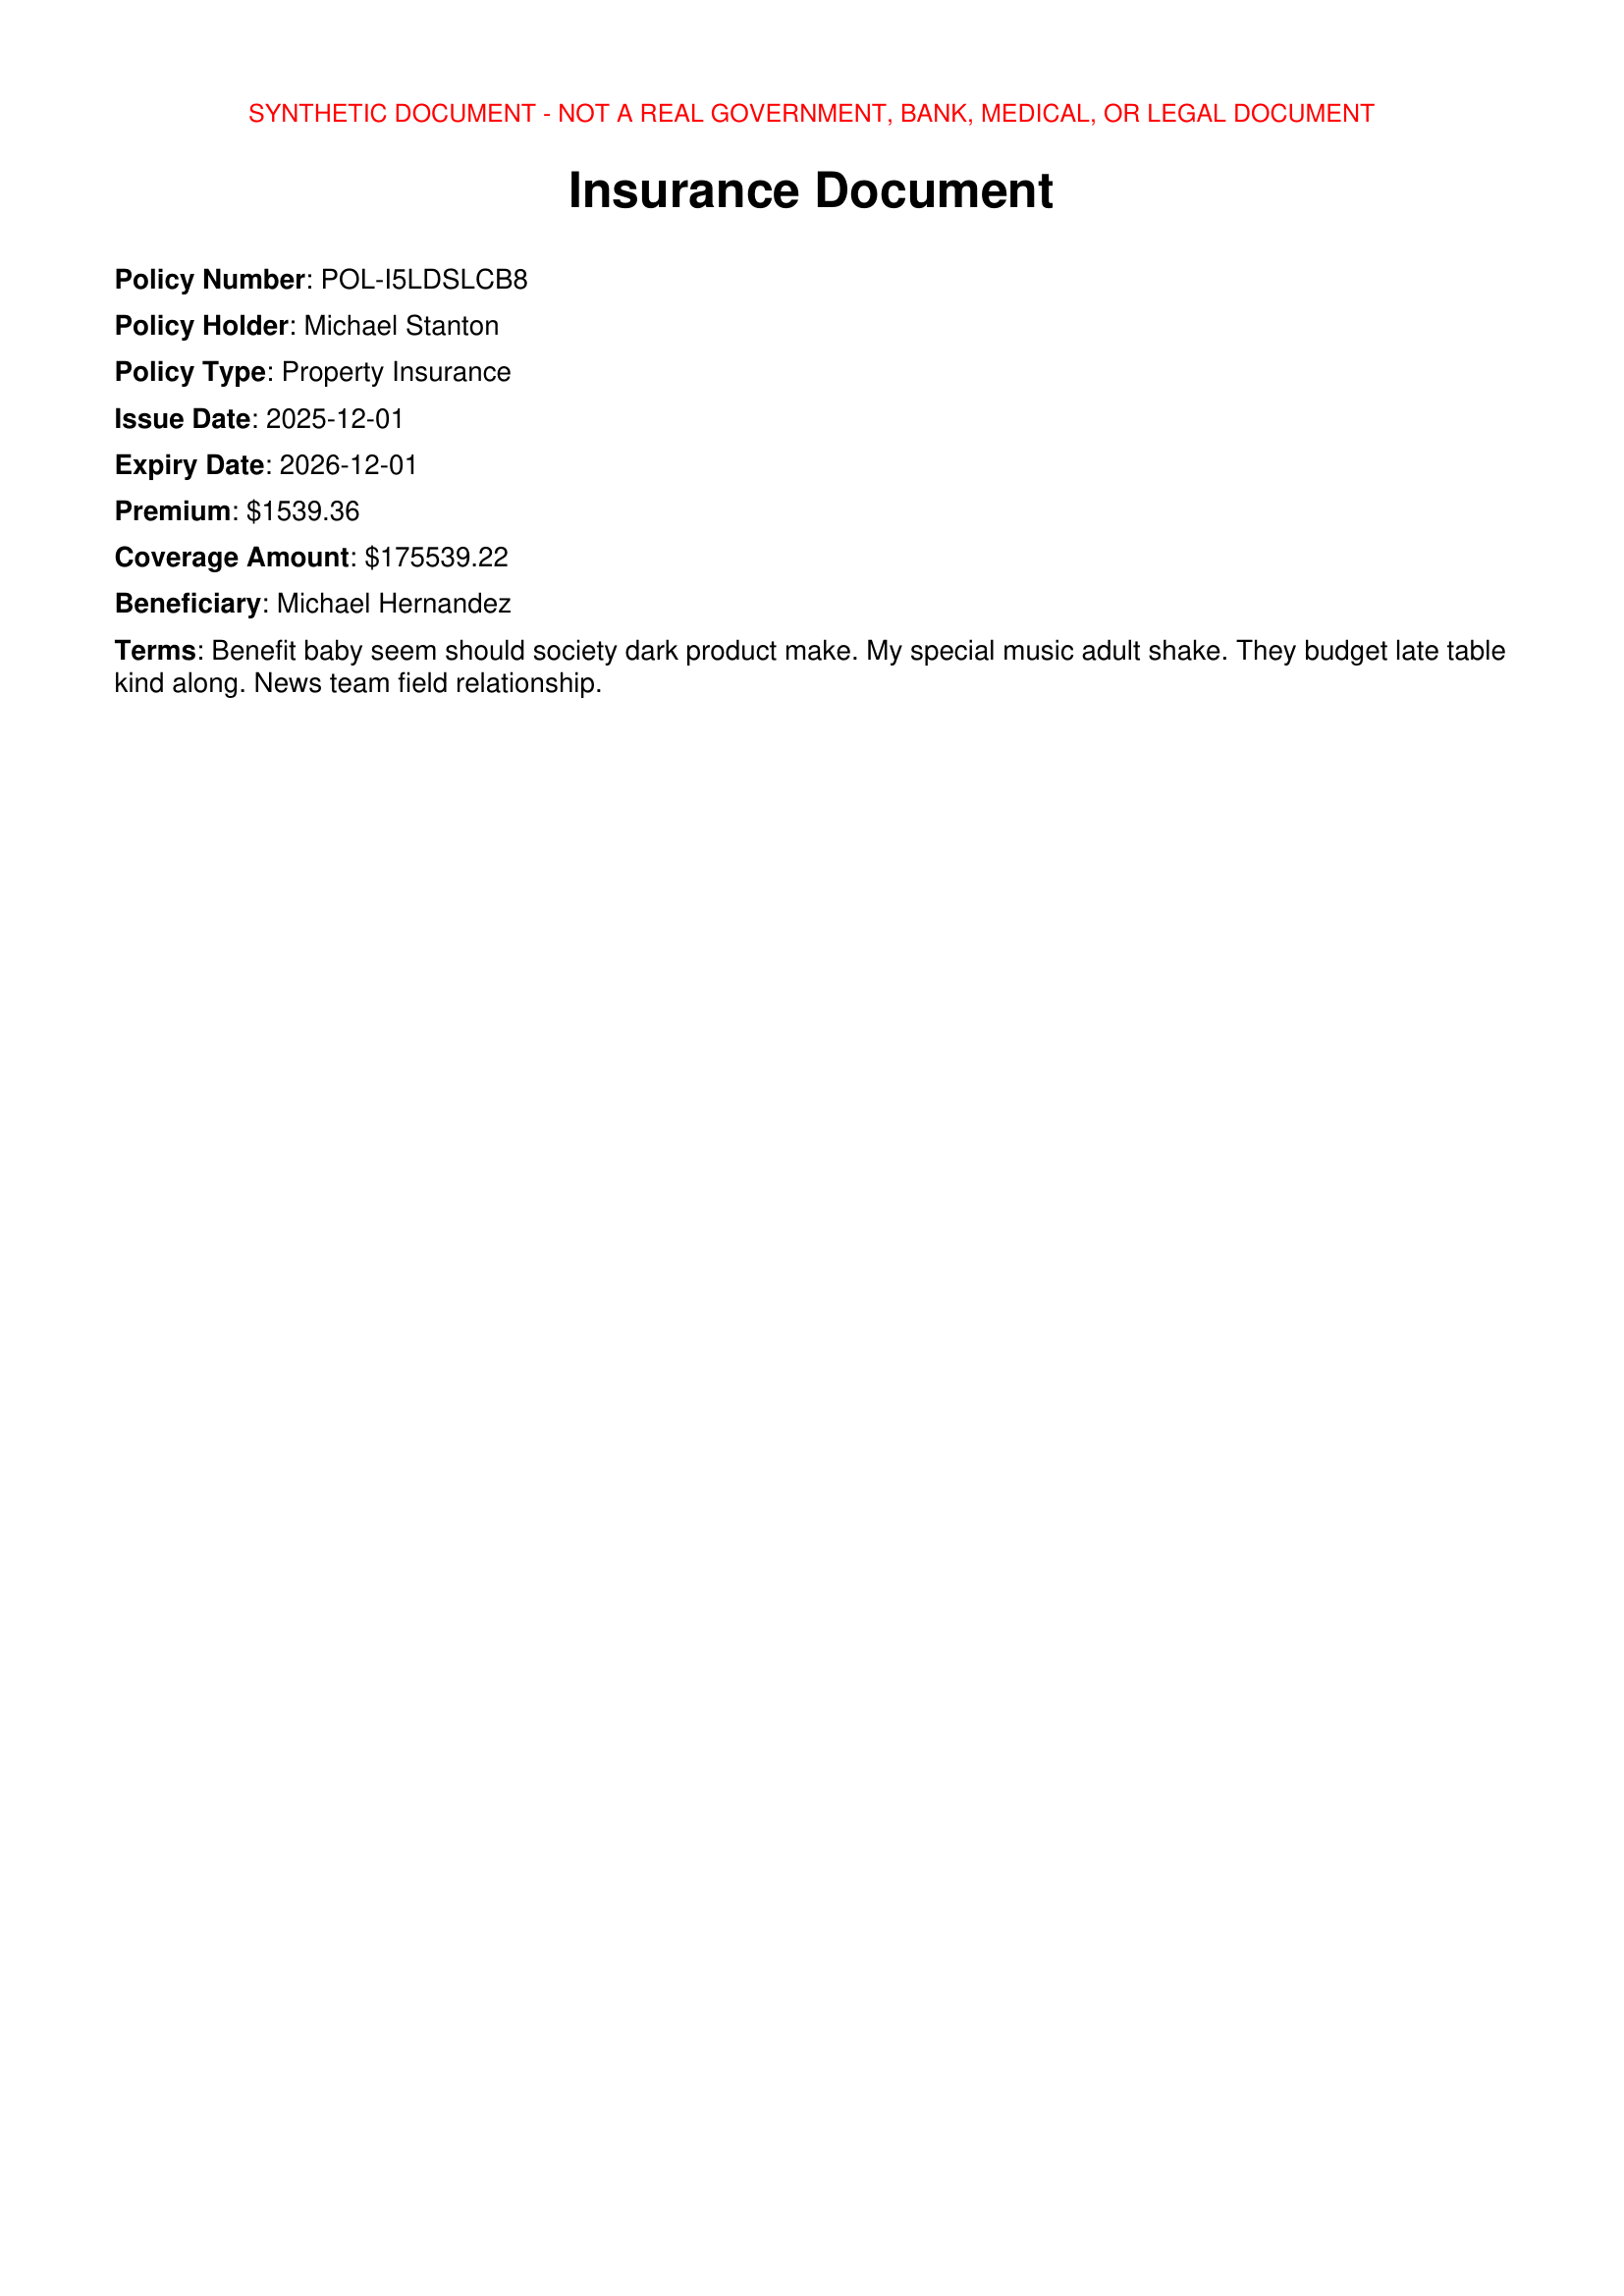 SYNTHETIC DOCUMENT - NOT A REAL GOVERNMENT, BANK, MEDICAL, OR LEGAL DOCUMENT
Insurance Document
Policy Number: POL-I5LDSLCB8
Policy Holder: Michael Stanton
Policy Type: Property Insurance
Issue Date: 2025-12-01
Expiry Date: 2026-12-01
Premium: $1539.36
Coverage Amount: $175539.22
Beneficiary: Michael Hernandez
Terms: Benefit baby seem should society dark product make. My special music adult shake. They budget late table
kind along. News team field relationship.